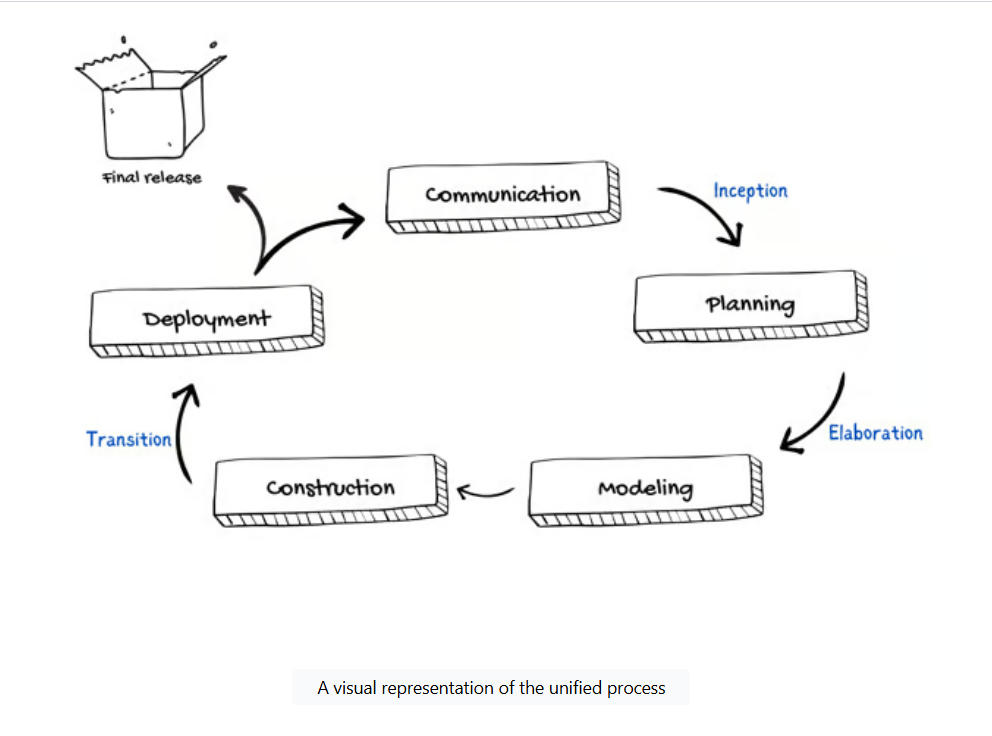 Final release
Communication
Inception
Planning
Elaboration
Modeling
Construction
Transition
Deployment
A visual representation of the unified process